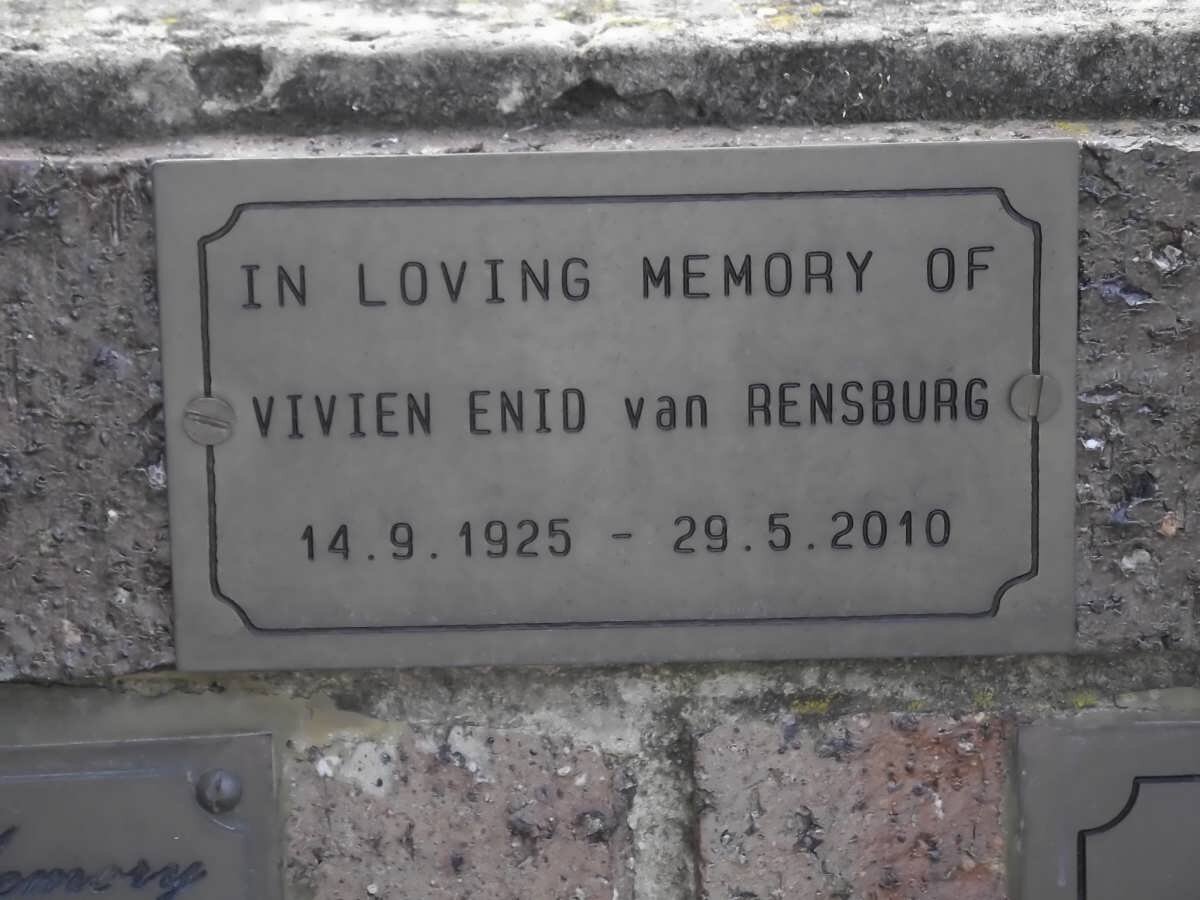 IN LOVING MEMORY OF
VIVIEN ENID van RENSBURG
14.9.1925 - 29.5.2010